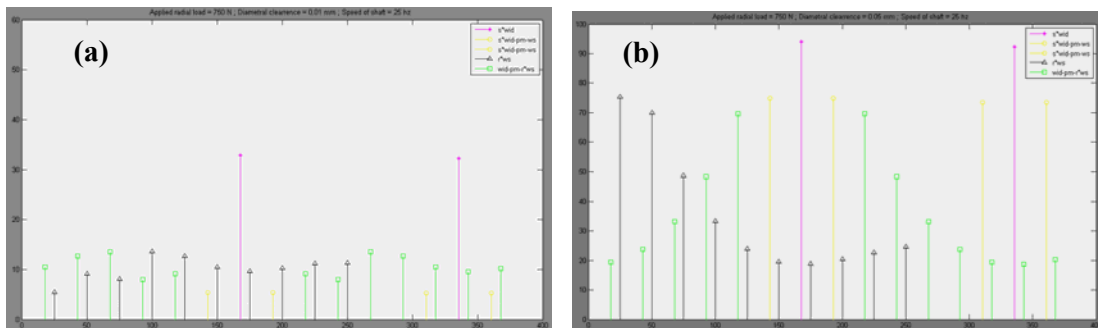 Applied radial load = 750 N ; Diametral clearence = 0.01 mm ; Speed of shaft = 25 hz
(a)
s*wid
s*wid-pm-ws
s*wid-pm-ws
r*ws
wid-pm-r*ws
60
50
40
30
20
10
0
0 50 100 150 200 250 300 350 400
Applied radial load = 750 N ; Diametral clearence = 0.05 mm ; Speed of shaft = 25 hz
(b)
s*wid
s*wid-pm-ws
s*wid-pm-ws
r*ws
wid-pm-r*ws
100
90
80
70
60
50
40
30
20
10
0
0 50 100 150 200 250 300 350 400